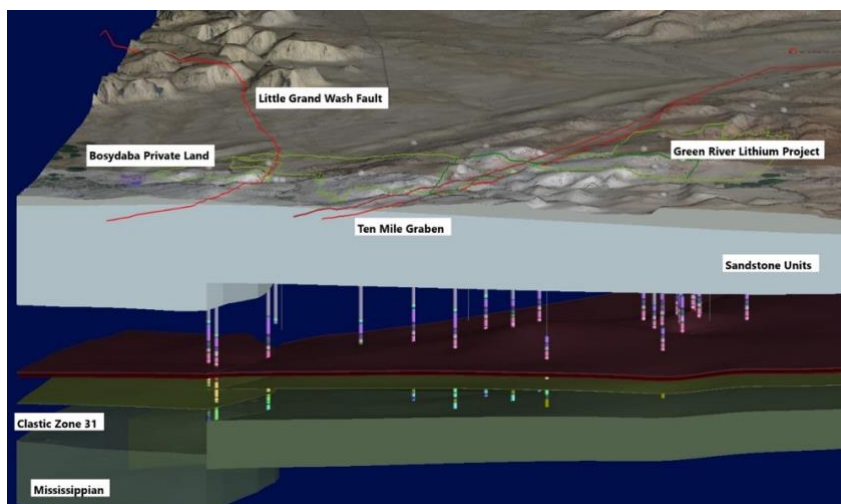 Little Grand Wash Fault
Bosydaba Private Land
Green River Lithium Project
Ten Mile Graben
Sandstone Units
Clastic Zone 31
Mississippian